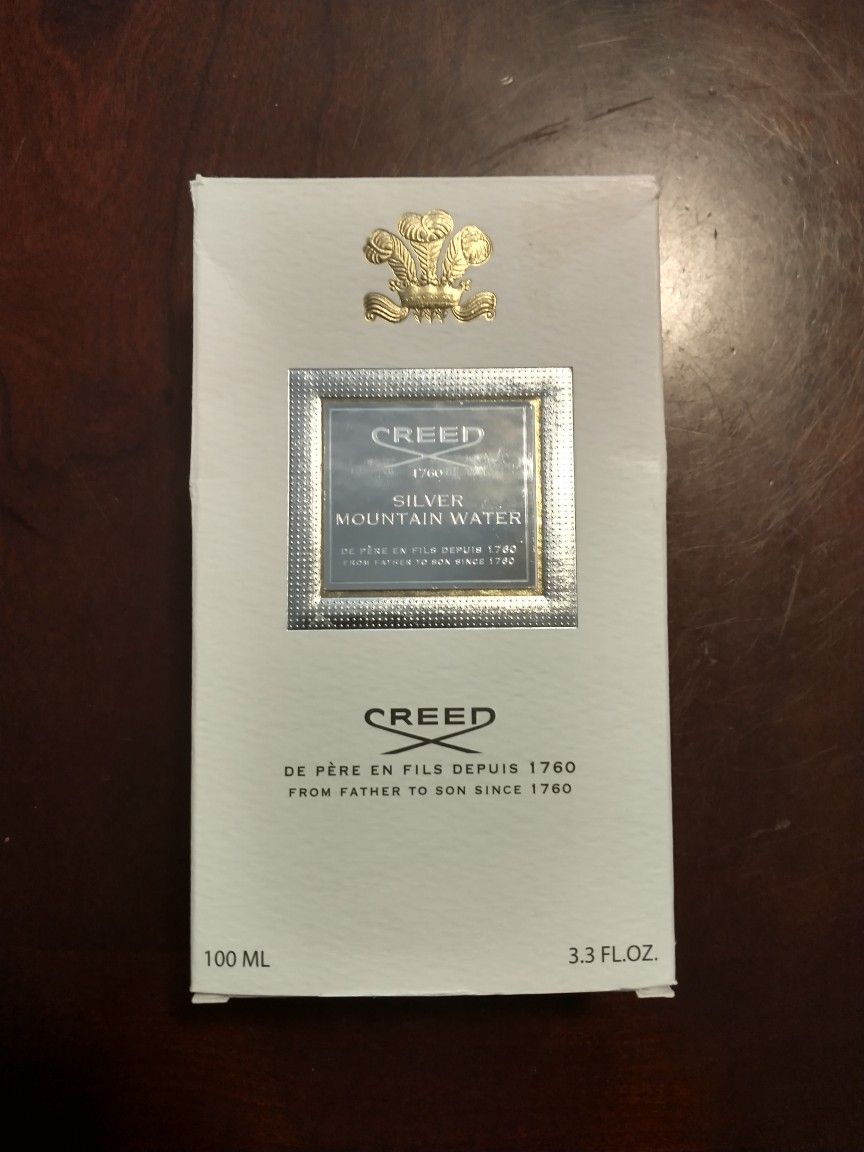 CREED
1760
SILVER
MOUNTAIN WATER
DE PÈRE EN FILS DEPUIS 1760
FROM FATHER TO SON SINCE 1760
CREED
DE PÈRE EN FILS DEPUIS 1760
FROM FATHER TO SON SINCE 1760
100 ML
3.3 FL.OZ.